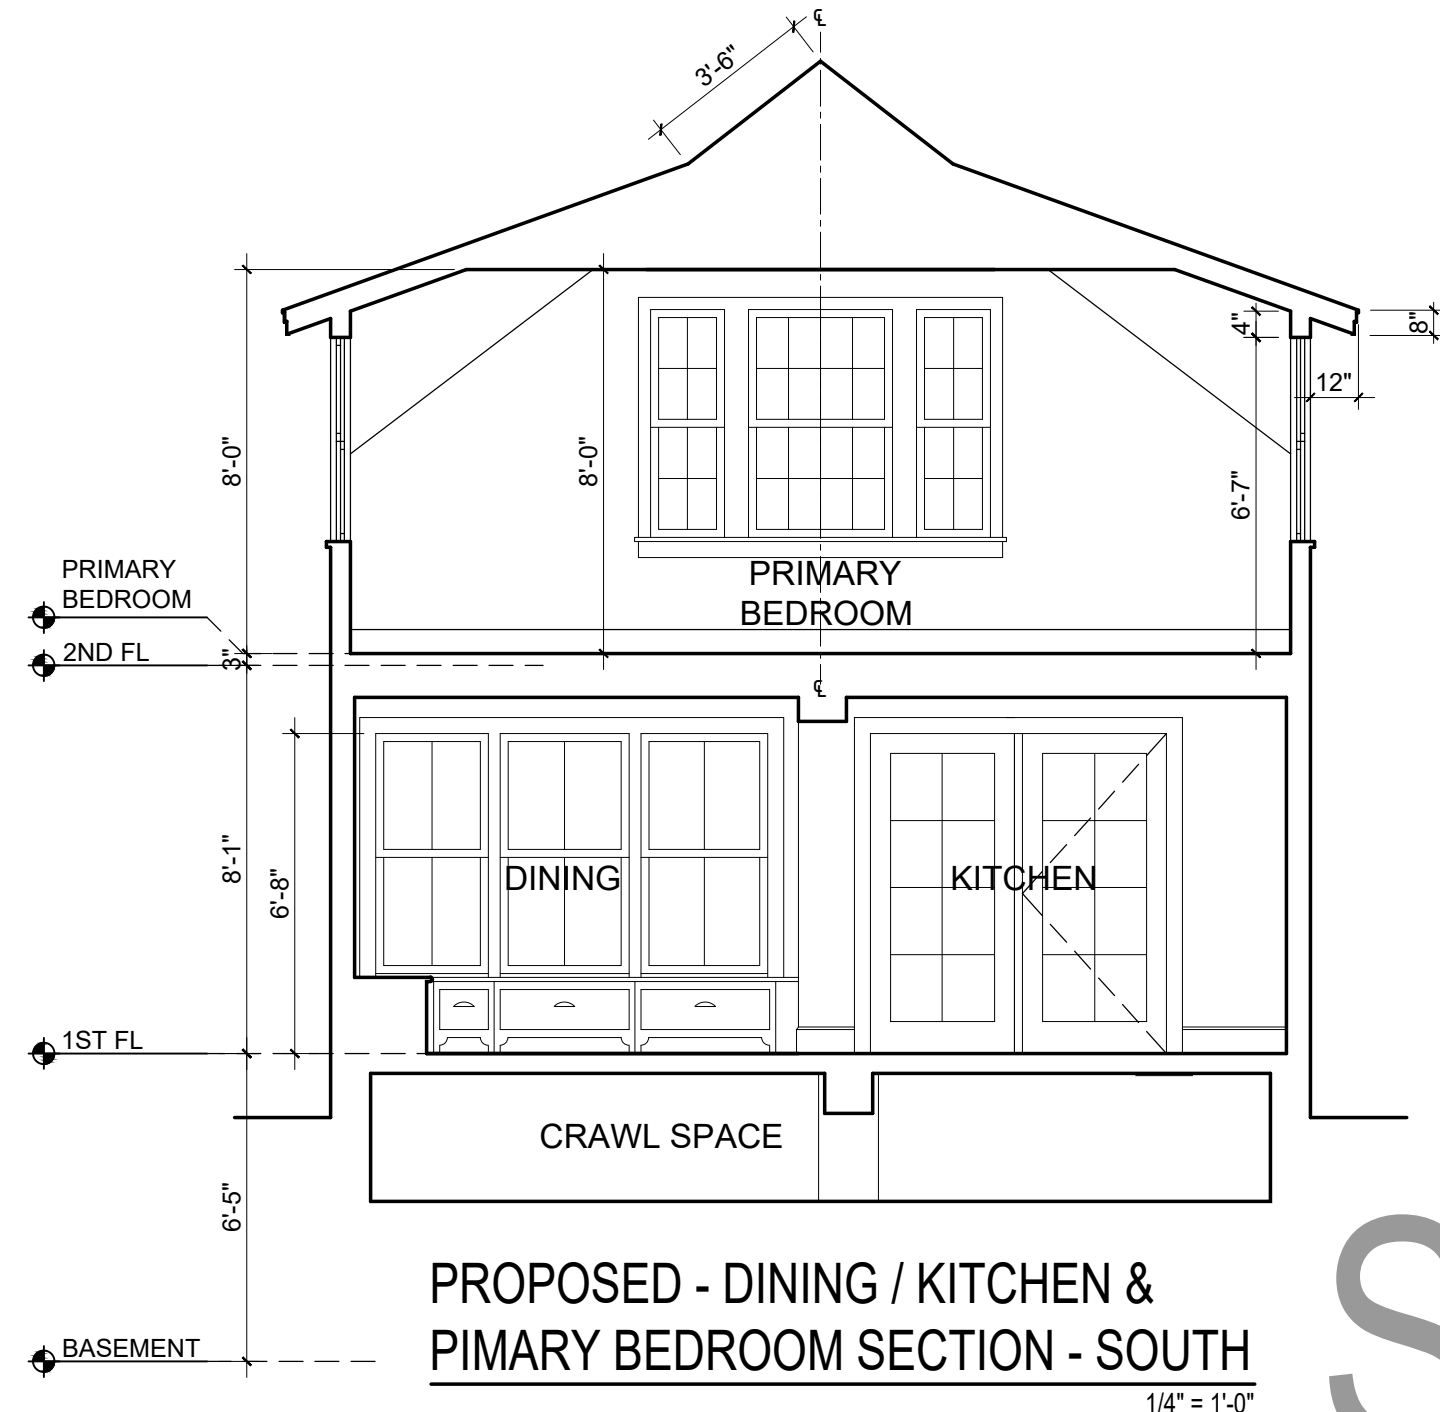 ℄
3'-6"
4"
8"
12"
8'-0"
8'-0"
6'-7"
PRIMARY
BEDROOM
PRIMARY
BEDROOM
2ND FL
3"
℄
8'-1"
6'-8"
DINING
KITCHEN
1ST FL
CRAWL SPACE
6'-5"
PROPOSED - DINING / KITCHEN &
PIMARY BEDROOM SECTION - SOUTH
BASEMENT
1/4" = 1'-0"
S